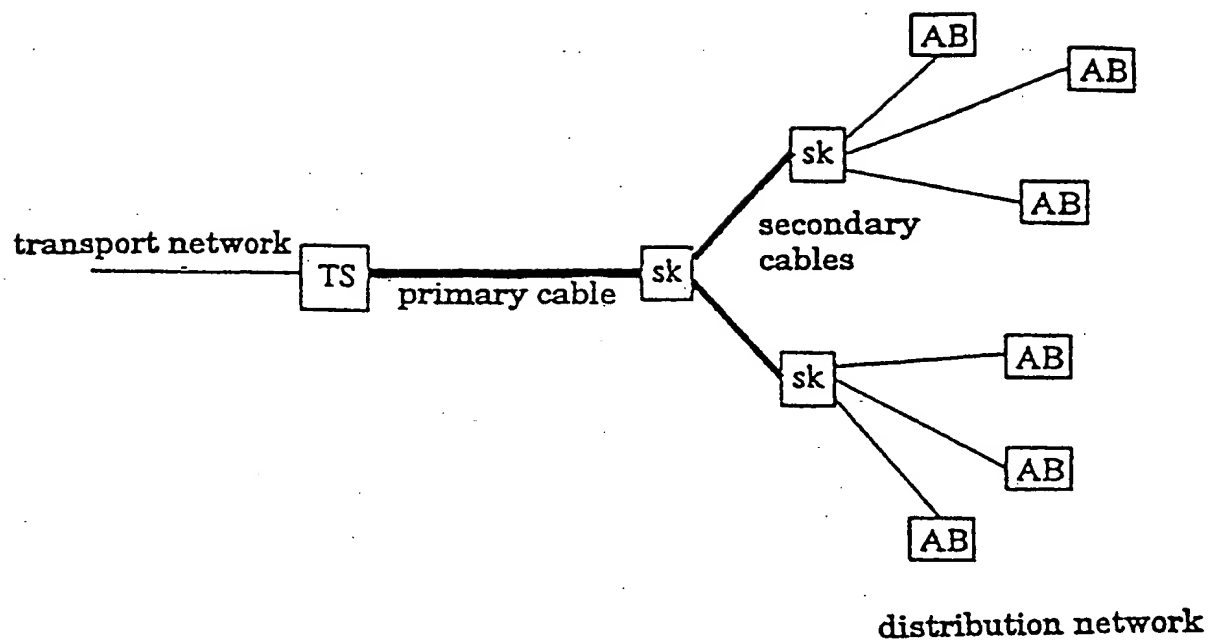 AB
AB
sk
AB
secondary
cables
transport network
TS
primary cable
sk
AB
sk
AB
AB
distribution network